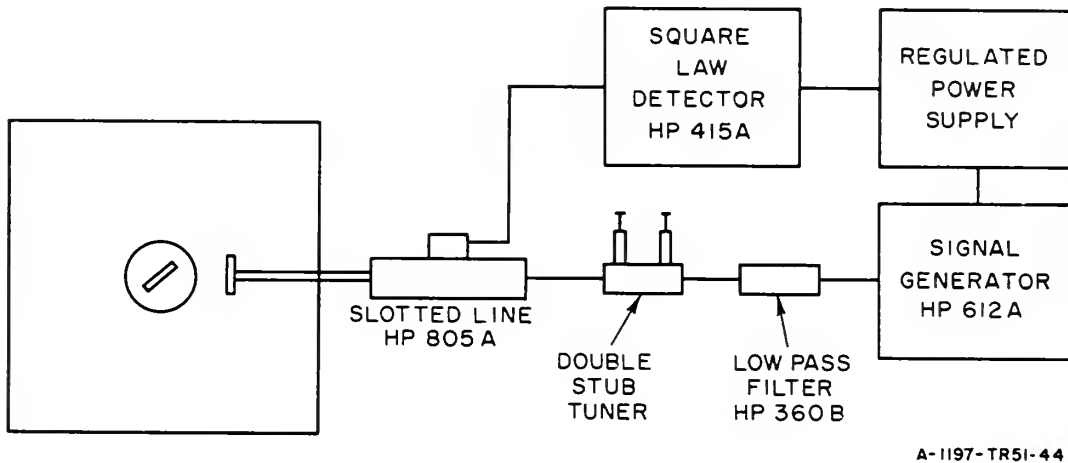 SQUARE
LAW
DETECTOR
HP 415A
REGULATED
POWER
SUPPLY
SIGNAL
GENERATOR
HP 612A
SLOTTED LINE
HP 805A
DOUBLE
STUB
TUNER
LOW PASS
FILTER
HP 360B
A-1197-TR51-44